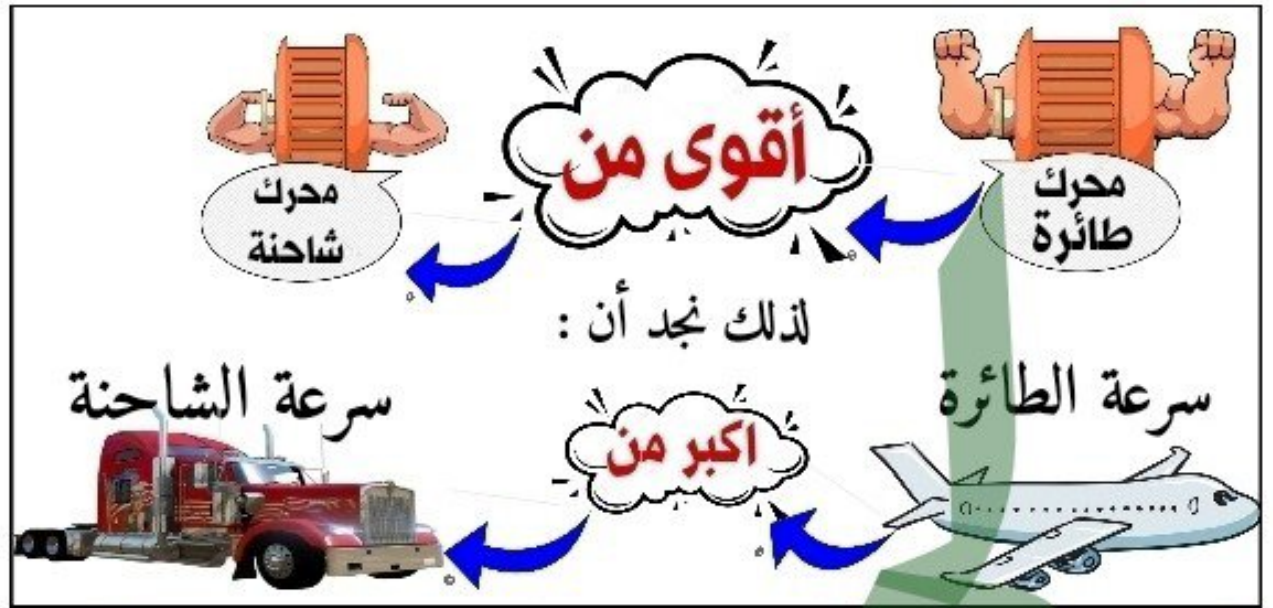 محرك
طائرة
أقوى من
محرك
شاحنة
لذلك نجد أن :
سرعة الطائرة
اكبر من
سرعة الشاحنة